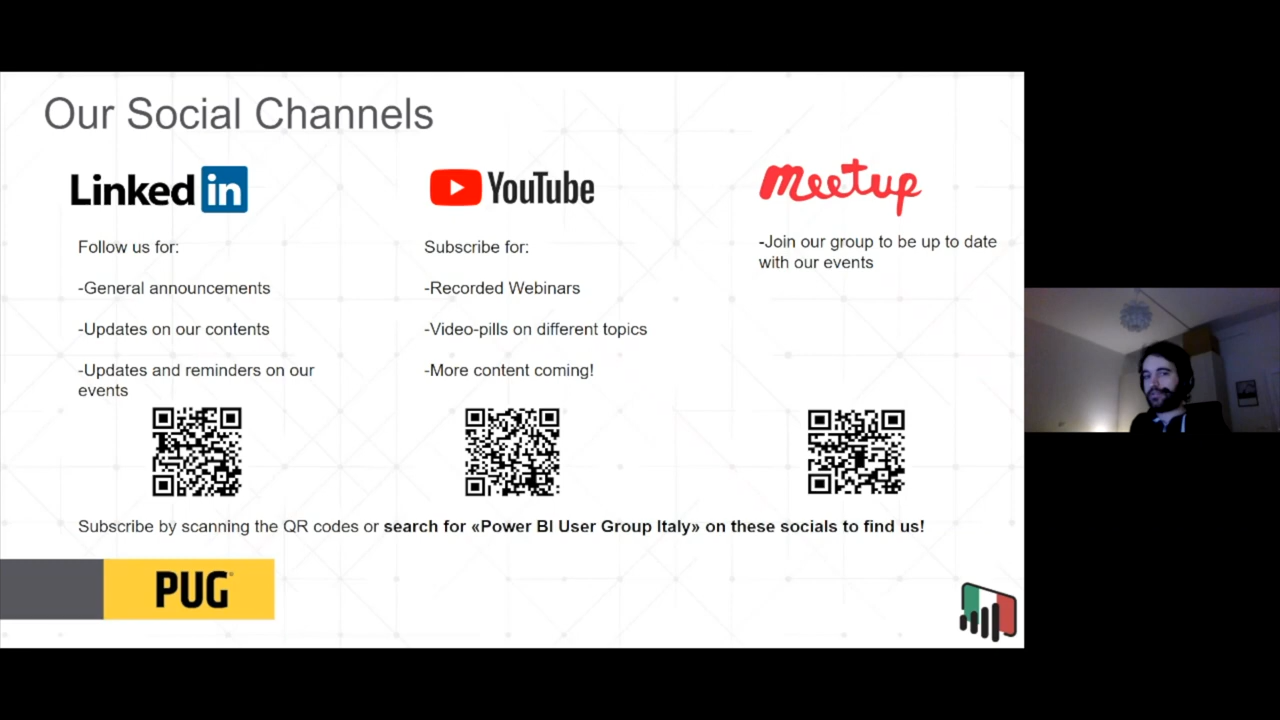 Our Social Channels
Linked in
Follow us for:
-General announcements
-Updates on our contents
-Updates and reminders on our
events
YouTube
Subscribe for:
-Recorded Webinars
-Video-pills on different topics
-More content coming!
meetup
-Join our group to be up to date
with our events
Subscribe by scanning the QR codes or search for «Power BI User Group Italy» on these socials to find us!
PUG